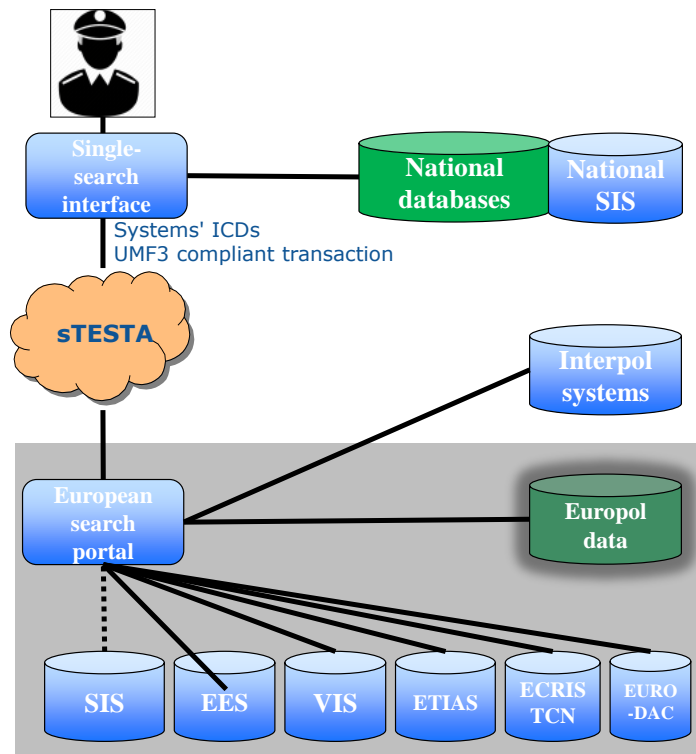 Single-
search
interface
National
databases
National
SIS
Systems' ICDs
UMF3 compliant transaction
sTESTA
Interpol
systems
European
search
portal
Europol
data
SIS
EES
VIS
ETIAS
ECRIS
TCN
EURO
-DAC